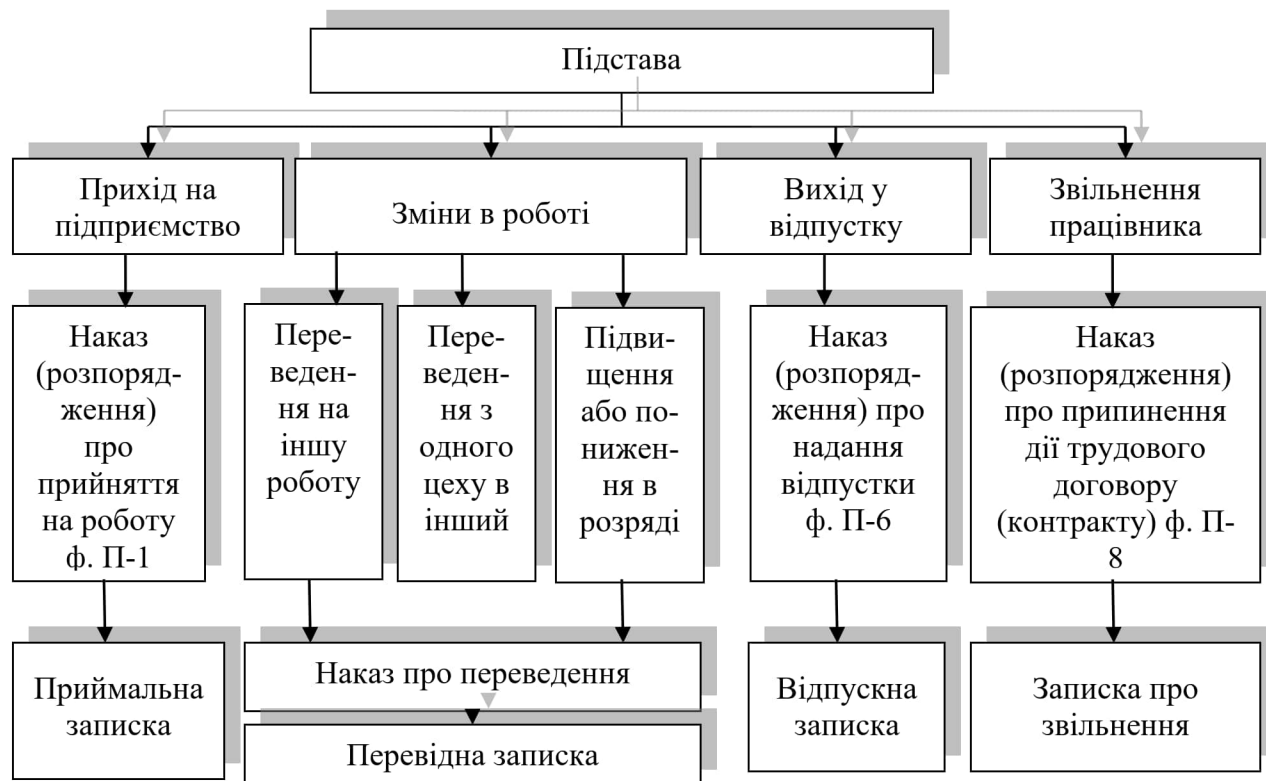 Підстава
Прихід на
підприємство
Зміни в роботі
Вихід у
відпустку
Звільнення
працівника
Наказ
(розпоряд-
ження)
про
прийняття
на роботу
ф. П-1
Пере-
веден-
ня на
іншу
роботу
Пере-
веден-
ня з
одного
цеху в
інший
Підви-
щення
або по-
нижен-
ня в
розряді
Наказ
(розпоряд-
ження) про
надання
відпустки
ф. П-6
Наказ
(розпорядження)
про припинення
дії трудового
договору
(контракту) ф. П-
8
Приймальна
записка
Наказ про переведення
Перевідна записка
Відпускна
записка
Записка про
звільнення